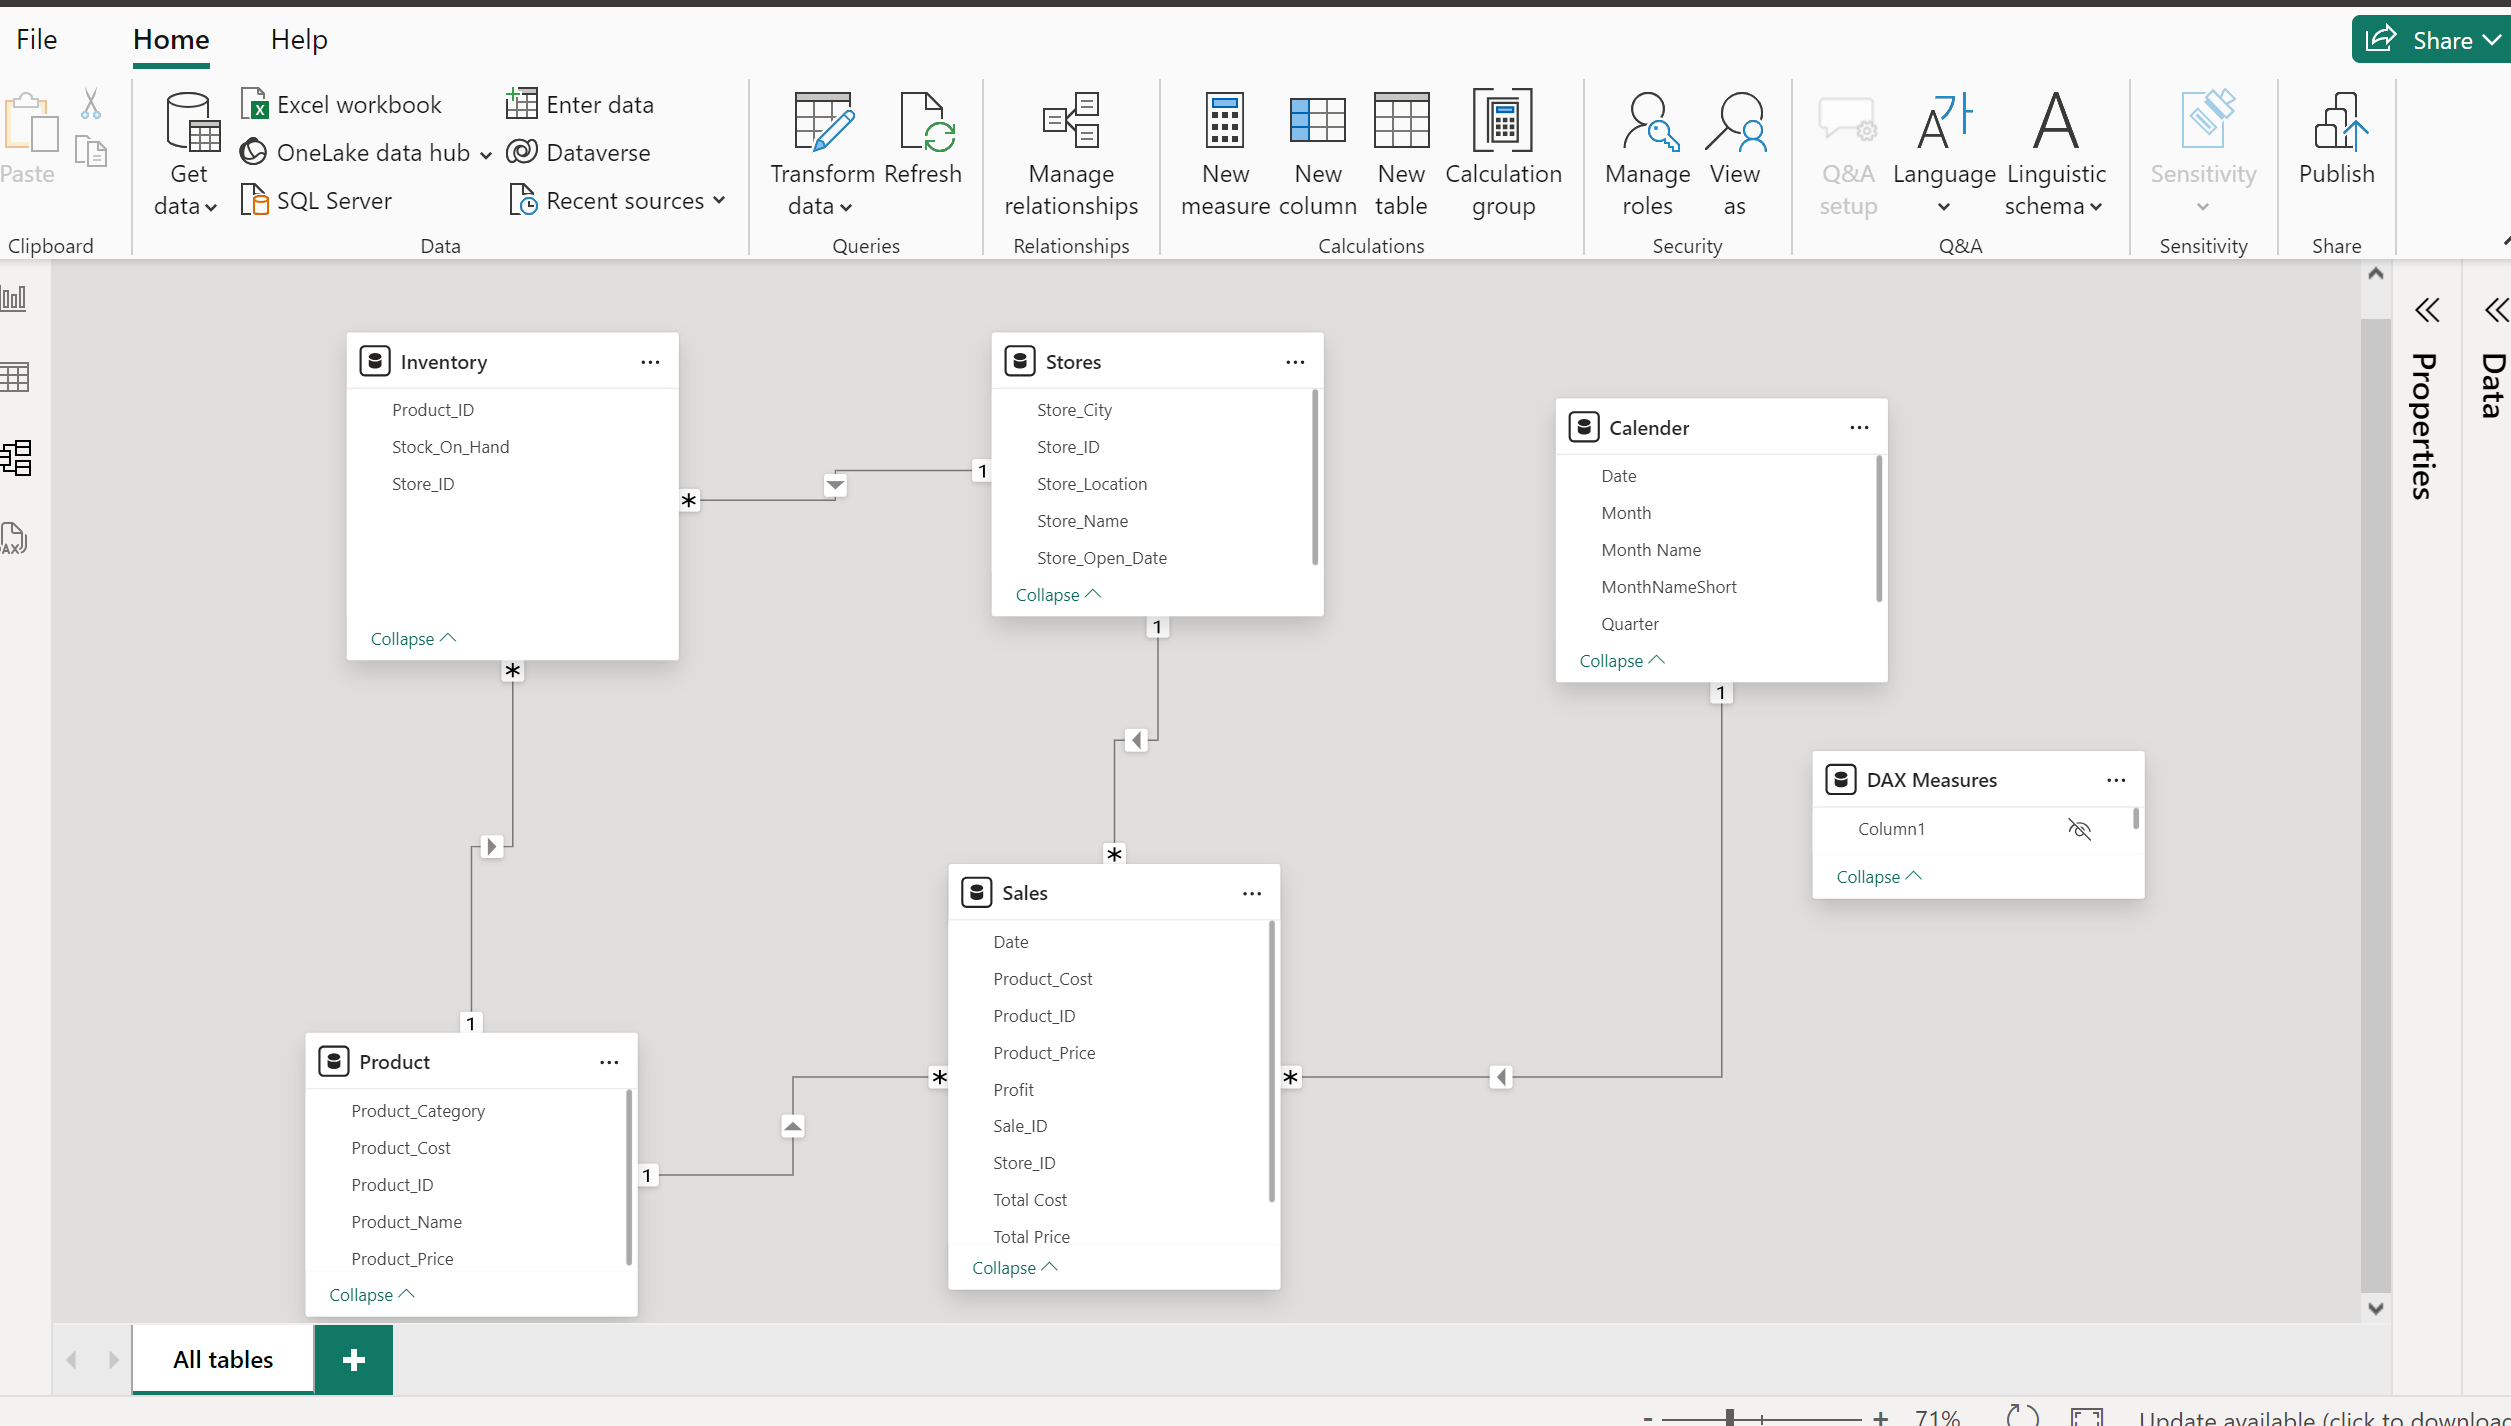 File
Home
Help
Share
Paste
Get data
Excel workbook
OneLake data hub
SQL Server
Enter data
Dataverse
Recent sources
Transform data
Refresh
Manage relationships
New measure
New column
New table
Calculation group
Manage roles
View as
Q&A setup
Language
Linguistic schema
Sensitivity
Publish
Clipboard
Data
Queries
Relationships
Calculations
Security
Q&A
Sensitivity
Share
Inventory
Product_ID
Stock_On_Hand
Store_ID
Collapse
*
*
Stores
Store_City
Store_ID
Store_Location
Store_Name
Store_Open_Date
Collapse
1
1
Calender
Date
Month
Month Name
MonthNameShort
Quarter
Collapse
1
DAX Measures
Column1
Collapse
Product
Product_Category
Product_Cost
Product_ID
Product_Name
Product_Price
Collapse
1
1
Sales
Date
Product_Cost
Product_ID
Product_Price
Profit
Sale_ID
Store_ID
Total Cost
Total Price
Collapse
*
*
*
Properties
Data
All tables
+
- + 71%
Update available (click to download